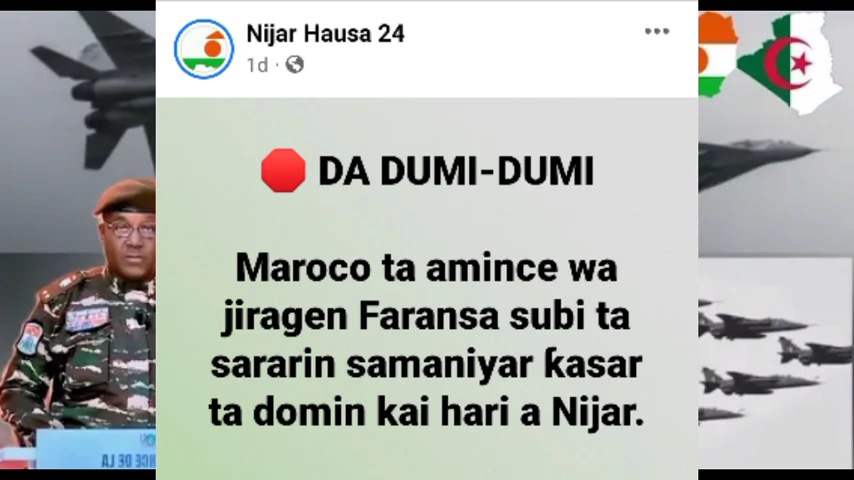 Nijar Hausa 24
1d
DA DUMI-DUMI
Maroco ta amince wa
jiragen Faransa subi ta
sararin samaniyar ƙasar
ta domin kai hari a Nijar.